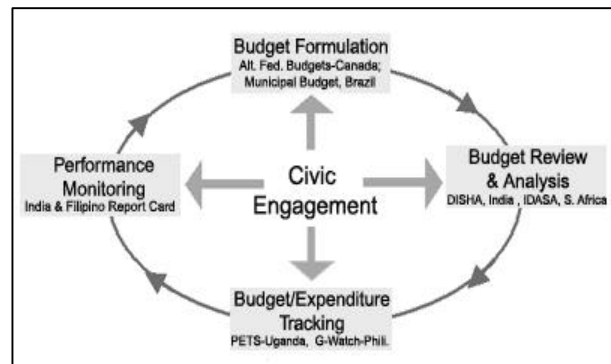 Budget Formulation
Alt. Fed. Budgets-Canada;
Municipal Budget, Brazil
Performance
Monitoring
India & Filipino Report Card
Civic
Engagement
Budget Review
& Analysis
DISHA, India , IDASA, S. Africa
Budget/Expenditure
Tracking
PETS-Uganda, G-Watch-Phili.